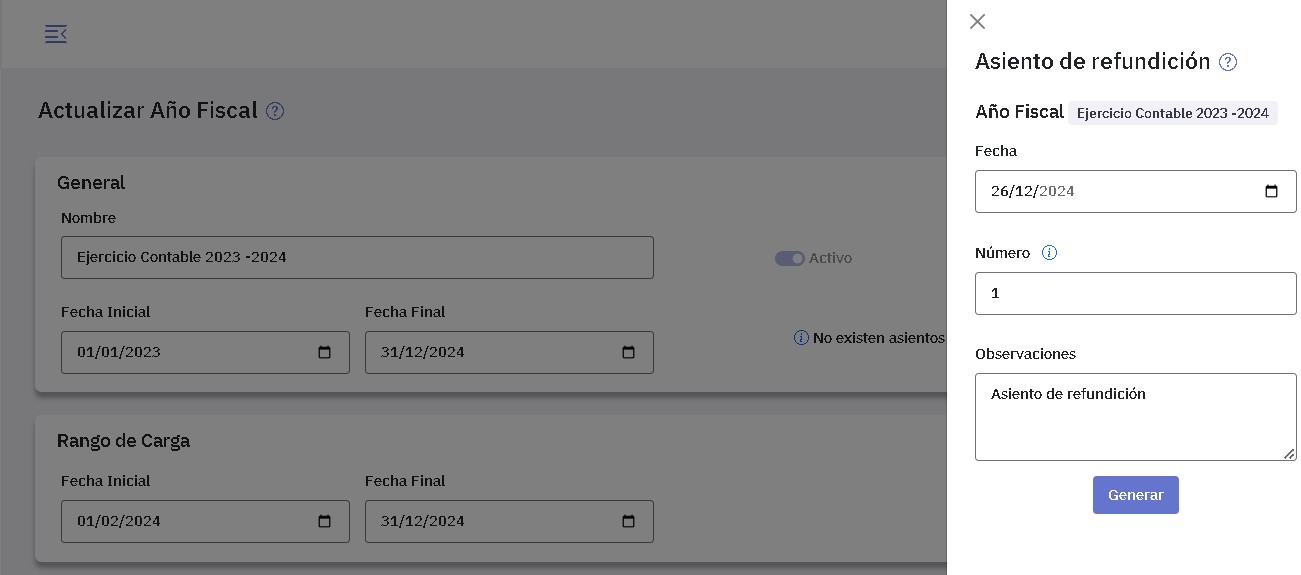 Actualizar Año Fiscal
General
Nombre
Ejercicio Contable 2023 -2024
Activo
Fecha Inicial
Fecha Final
01/01/2023
31/12/2024
No existen asientos
Rango de Carga
Fecha Inicial
Fecha Final
01/02/2024
31/12/2024
Asiento de refundición
Año Fiscal Ejercicio Contable 2023 -2024
Fecha
26/12/2024
Número
1
Observaciones
Asiento de refundición
Generar